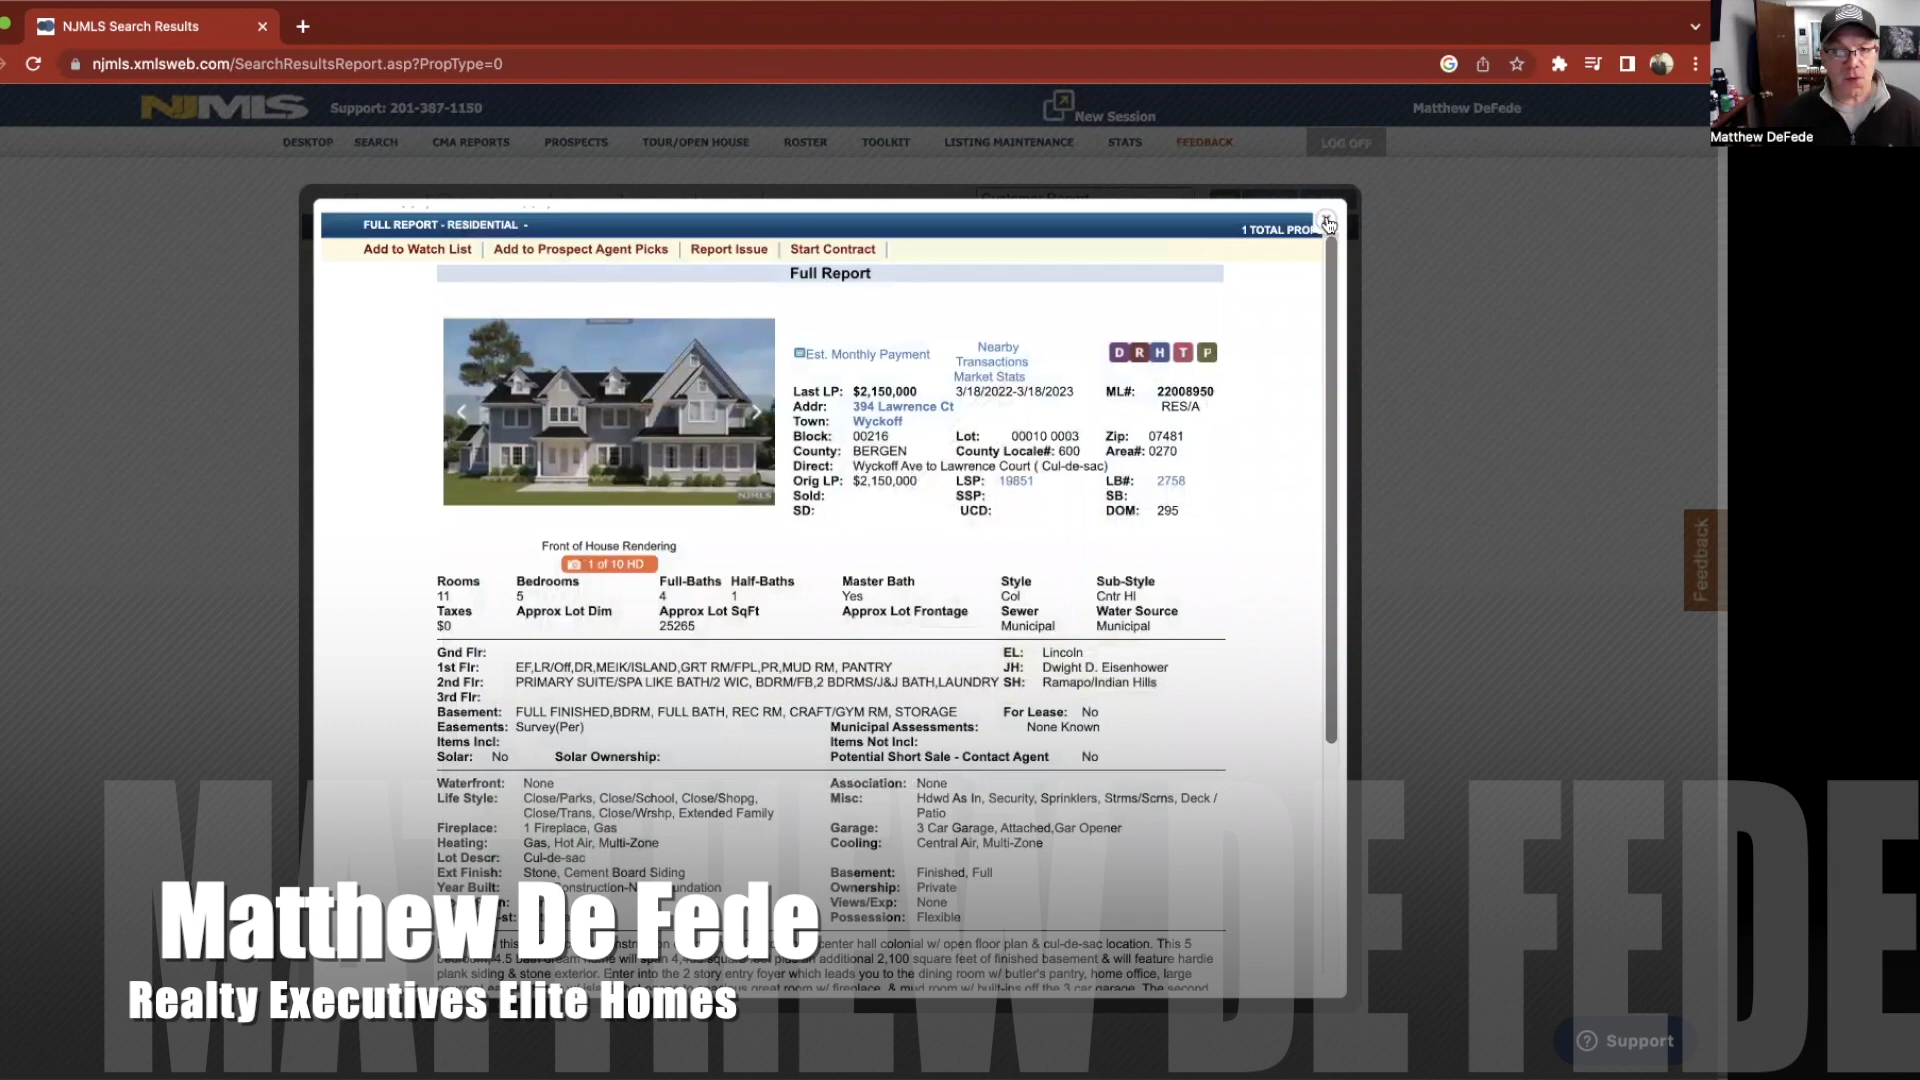 NJMLS Search Results
njmls.xmlsweb.com/SearchResultsReport.asp?PropType=0
NJMLS Support: 201-387-1150
New Session
Matthew DeFede
Matthew DeFede
DESKTOP SEARCH CMA REPORTS PROSPECTS TOUR/OPEN HOUSE ROSTER TOOLKIT LISTING MAINTENANCE STATS FEEDBACK LOG OFF
FULL REPORT - RESIDENTIAL -
1 TOTAL
Add to Watch List | Add to Prospect Agent Picks | Report Issue | Start Contract |
Full Report
Est. Monthly Payment
Nearby
Transactions
Market Stats
D R H T P
Last LP: $2,150,000 3/18/2022-3/18/2023 ML#: 22008950
Addr: 394 Lawrence Ct RES/A
Town: Wyckoff
Block: 00216 Lot: 00010 0003 Zip: 07481
County: BERGEN County Locale#: 600 Area#: 0270
Direct: Wyckoff Ave to Lawrence Court ( Cul-de-sac)
Orig LP: $2,150,000 LSP: 19851 LB#: 2758
Sold: SSP: SB:
SD: UCD: DOM: 295
NJMLS
Front of House Rendering
1 of 10 HD
Rooms Bedrooms Full-Baths Half-Baths Master Bath Style Sub-Style
11 5 4 1 Yes Col Cntr Hl
Taxes Approx Lot Dim Approx Lot SqFt Approx Lot Frontage Sewer Water Source
$0 25265 Municipal Municipal
Gnd Flr: EL: Lincoln
1st Flr: EF,LR/Off,DR,MEIK/ISLAND,GRT RM/FPL,PR,MUD RM, PANTRY JH: Dwight D. Eisenhower
2nd Flr: PRIMARY SUITE/SPA LIKE BATH/2 WIC, BDRM/FB,2 BDRMS/J&J BATH,LAUNDRY SH: Ramapo/Indian Hills
3rd Flr:
Basement: FULL FINISHED,BDRM, FULL BATH, REC RM, CRAFT/GYM RM, STORAGE For Lease: No
Easements: Survey(Per) Municipal Assessments: None Known
Items Incl: Items Not Incl:
Solar: No Solar Ownership: Potential Short Sale - Contact Agent No
Waterfront: None Association: None
Life Style: Close/Parks, Close/School, Close/Shopg, Misc: Hdwd As In, Security, Sprinklers, Strms/Scrns, Deck /
Close/Trans, Close/Wrshp, Extended Family Patio
Fireplace: 1 Fireplace, Gas Garage: 3 Car Garage, Attached,Gar Opener
Heating: Gas, Hot Air, Multi-Zone Cooling: Central Air, Multi-Zone
Lot Descr: Cul-de-sac
Ext Finish: Stone, Cement Board Siding Basement: Finished, Full
Year Built: Ownership: Private
Views/Exp: None
Possession: Flexible
center hall colonial w/ open floor plan & cul-de-sac location. This 5
additional 2,100 square feet of finished basement & will feature hardie
plank siding & stone exterior. Enter into the 2 story entry foyer which leads you to the dining room w/ butler's pantry, home office, large
great room w/ fireplace, & mud room w/ built-ins off the 3 car garage. The second
Feedback
Matthew De Fede
Realty Executives Elite Homes
MATTHEW DE FEDE
Support